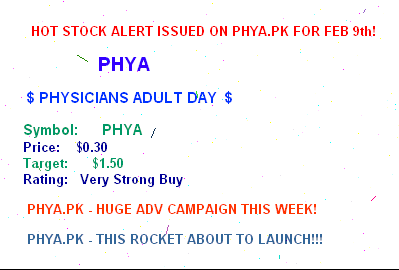 HOT STOCK ALERT ISSUED ON PHYA.PK FOR FEB 9th!
PHYA
$ PHYSICIANS ADULT DAY $
Symbol: PHYA
Price: $0.30
Target: $1.50
Rating: Very Strong Buy
PHYA.PK - HUGE ADV CAMPAIGN THIS WEEK!
PHYA.PK - THIS ROCKET ABOUT TO LAUNCH!!!